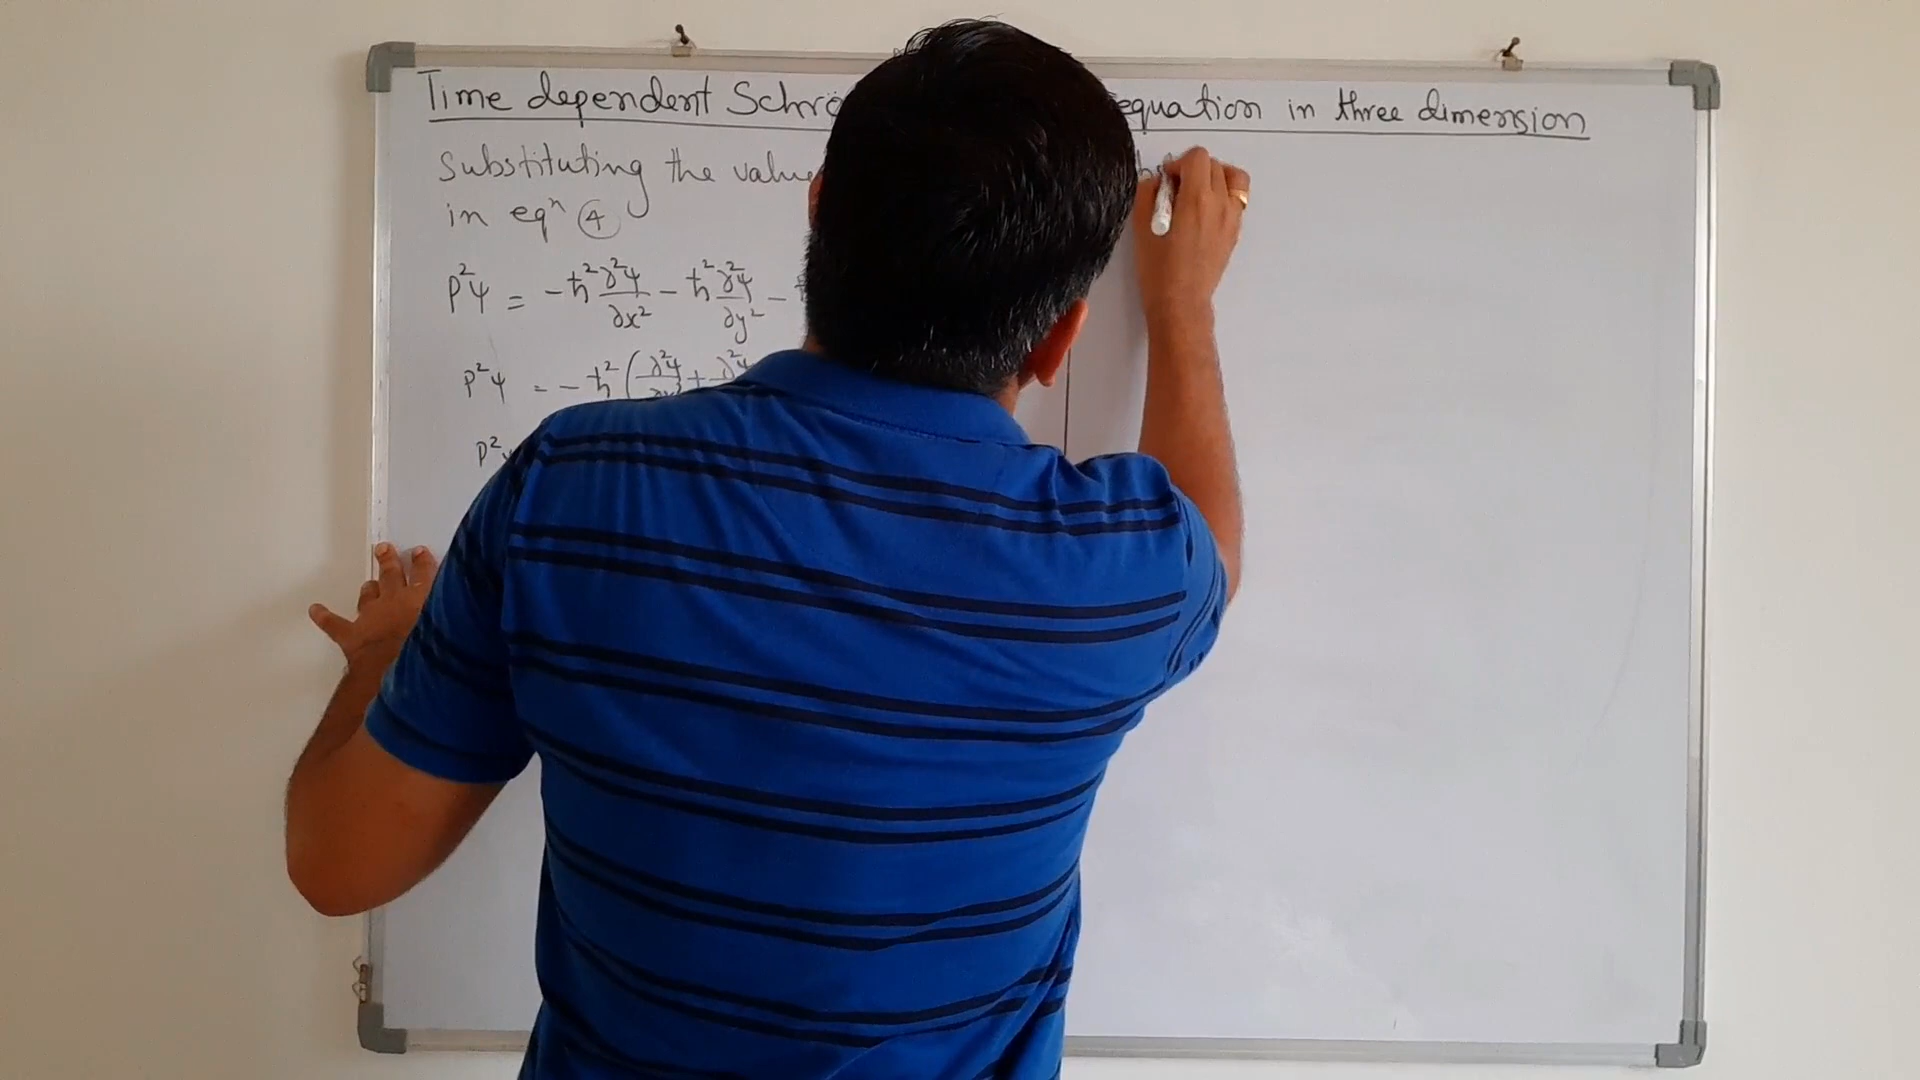 Time dependent Schrö equation in three dimension
Substituting the value
in eqⁿ ④
P²ψ = -ħ² ∂²ψ/∂x² - ħ² ∂²ψ/∂y² -
P²ψ = -ħ² (∂²ψ/∂x² + ∂²ψ
P²